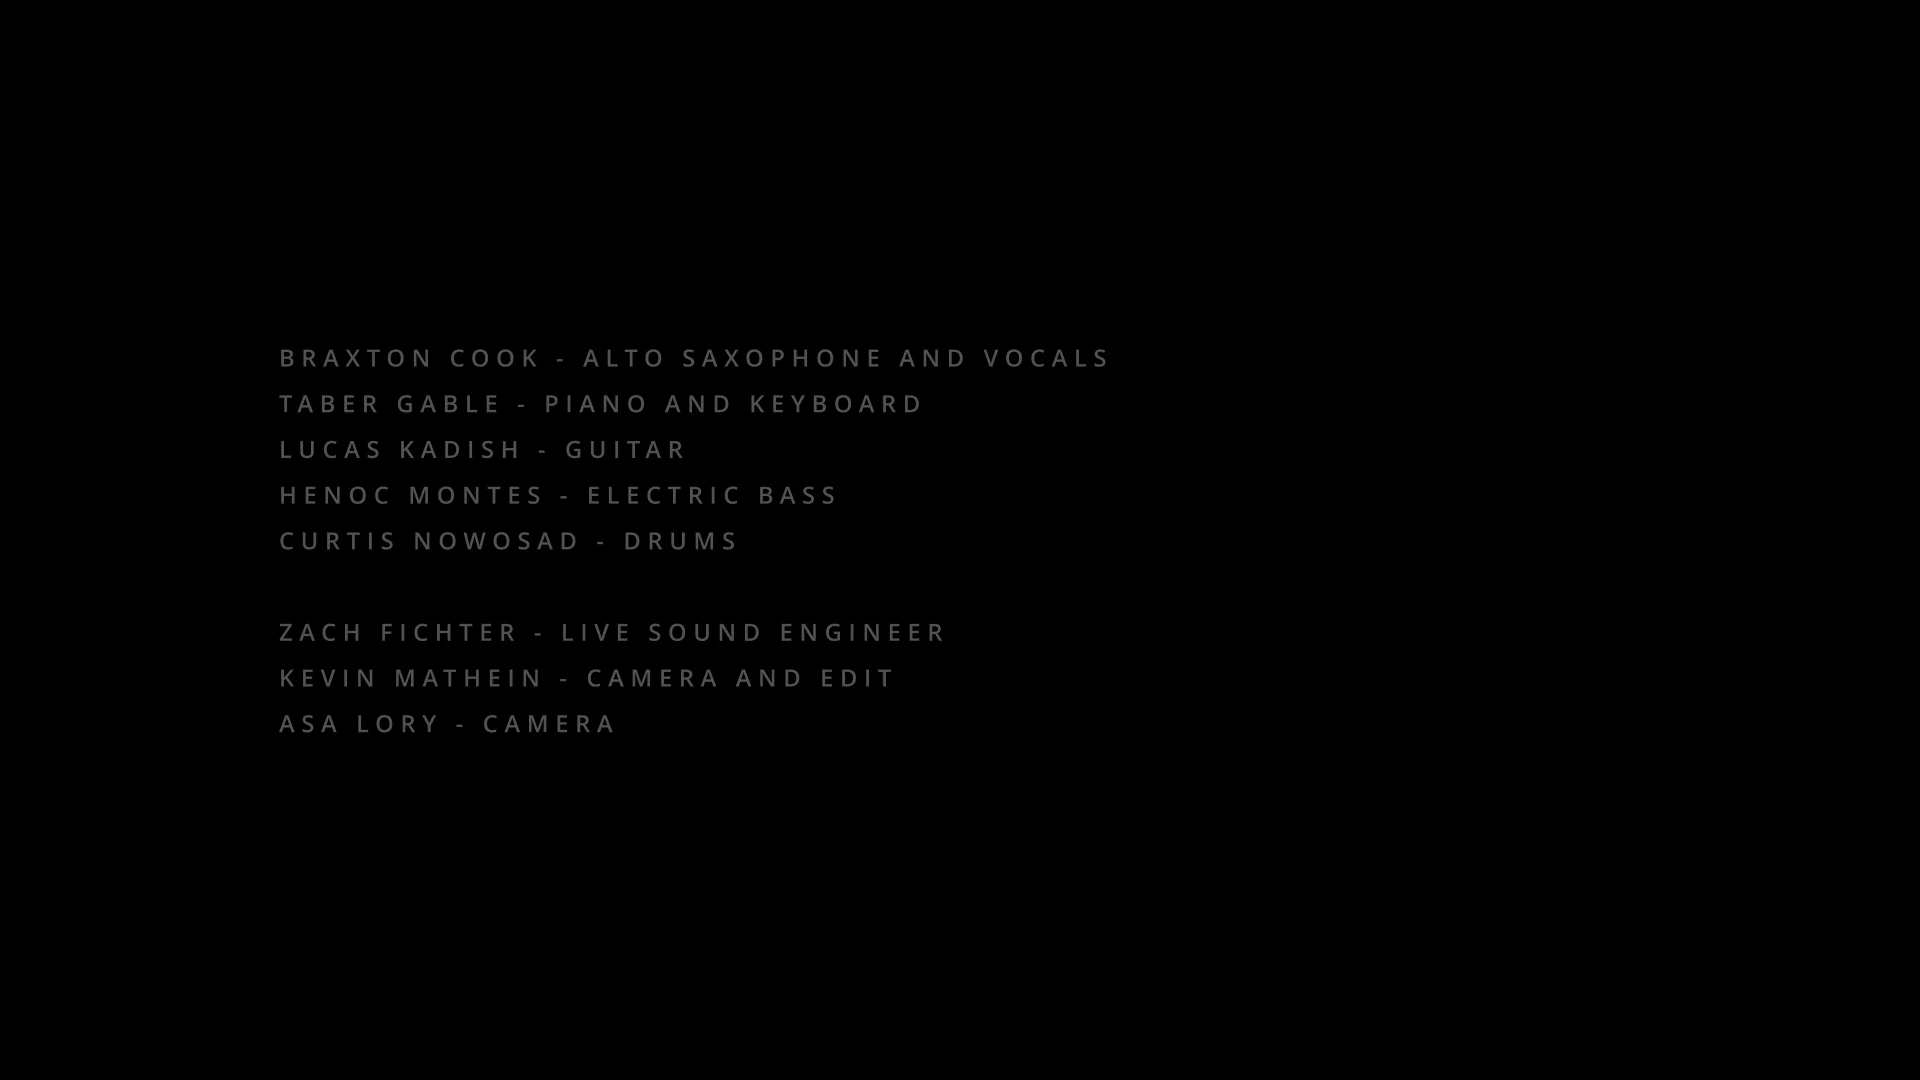 BRAXTON COOK - ALTO SAXOPHONE AND VOCALS
TABER GABLE - PIANO AND KEYBOARD
LUCAS KADISH - GUITAR
HENOC MONTES - ELECTRIC BASS
CURTIS NOWOSAD - DRUMS
ZACH FICHTER - LIVE SOUND ENGINEER
KEVIN MATHEIN - CAMERA AND EDIT
ASA LORY - CAMERA